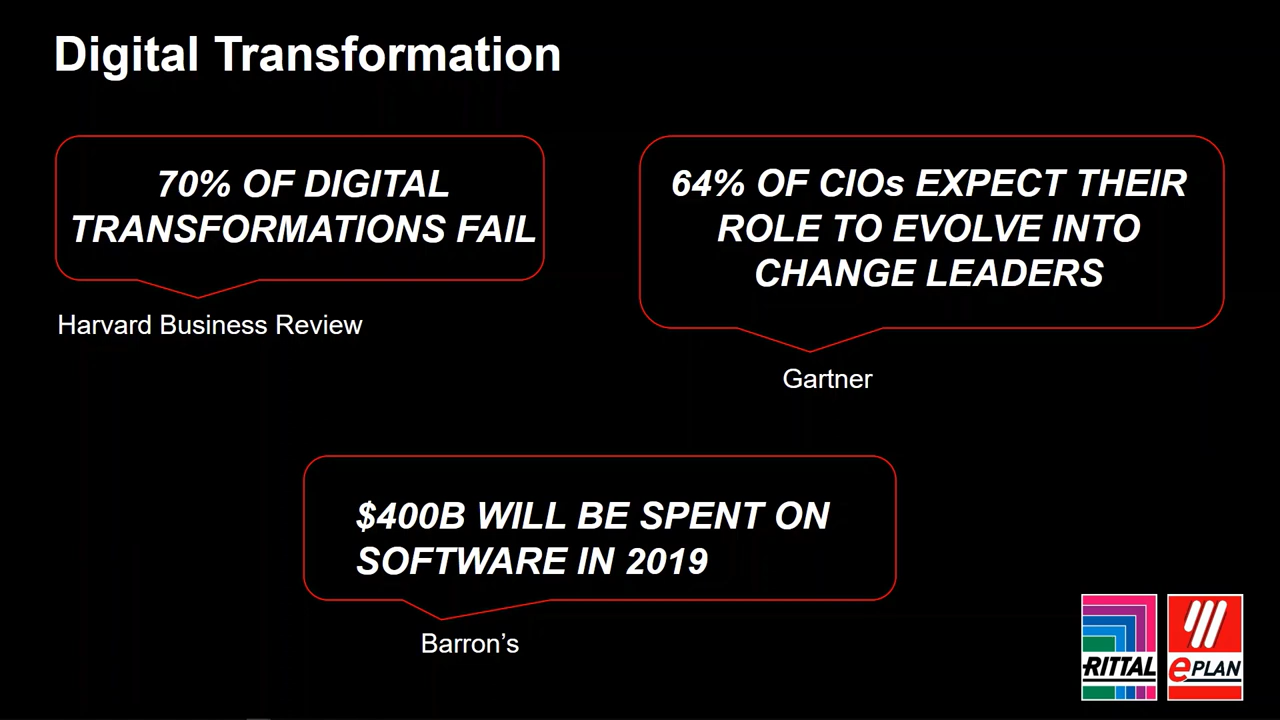 Digital Transformation
70% OF DIGITAL
TRANSFORMATIONS FAIL
Harvard Business Review
64% OF CIOs EXPECT THEIR
ROLE TO EVOLVE INTO
CHANGE LEADERS
Gartner
$400B WILL BE SPENT ON
SOFTWARE IN 2019
Barron’s
RITTAL
ePLAN